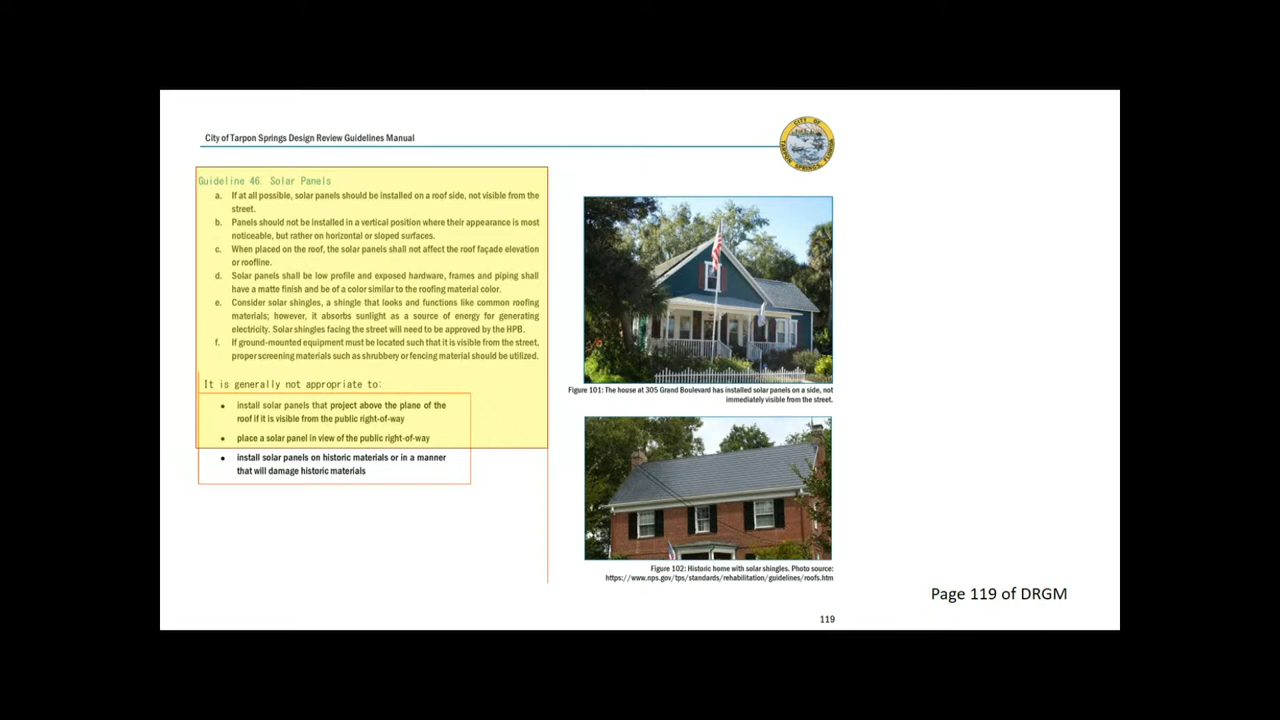 City of Tarpon Springs Design Review Guidelines Manual
CITY OF
TARPON SPRINGS, FLORIDA
Guideline 46: Solar Panels
a. If at all possible, solar panels should be installed on a roof side, not visible from the
street.
b. Panels should not be installed in a vertical position where their appearance is most
noticeable, but rather on horizontal or sloped surfaces.
c. When placed on the roof, the solar panels shall not affect the roof façade elevation
or roofline.
d. Solar panels shall be low profile and exposed hardware, frames and piping shall
have a matte finish and be of a color similar to the roofing material color.
e. Consider solar shingles, a shingle that looks and functions like common roofing
materials; however, it absorbs sunlight as a source of energy for generating
electricity. Solar shingles facing the street will need to be approved by the HPB.
f. If ground-mounted equipment must be located such that it is visible from the street,
proper screening materials such as shrubbery or fencing material should be utilized.
It is generally not appropriate to:
• install solar panels that project above the plane of the
roof if it is visible from the public right-of-way
• place a solar panel in view of the public right-of-way
• install solar panels on historic materials or in a manner
that will damage historic materials
Figure 101: The house at 305 Grand Boulevard has installed solar panels on a side, not
immediately visible from the street.
Figure 102: Historic home with solar shingles. Photo source:
https://www.nps.gov/tps/standards/rehabilitation/guidelines/roofs.htm
119
Page 119 of DRGM